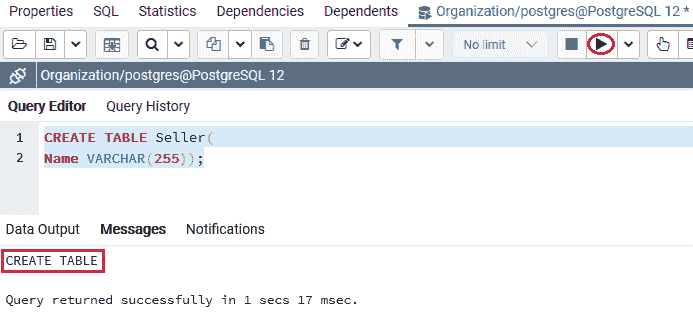 Properties SQL Statistics Dependencies Dependents Organization/postgres@PostgreSQL 12 *
No limit
Organization/postgres@PostgreSQL 12
Query Editor Query History
1 CREATE TABLE Seller(
2 Name VARCHAR(255));
Data Output Messages Notifications
CREATE TABLE
Query returned successfully in 1 secs 17 msec.